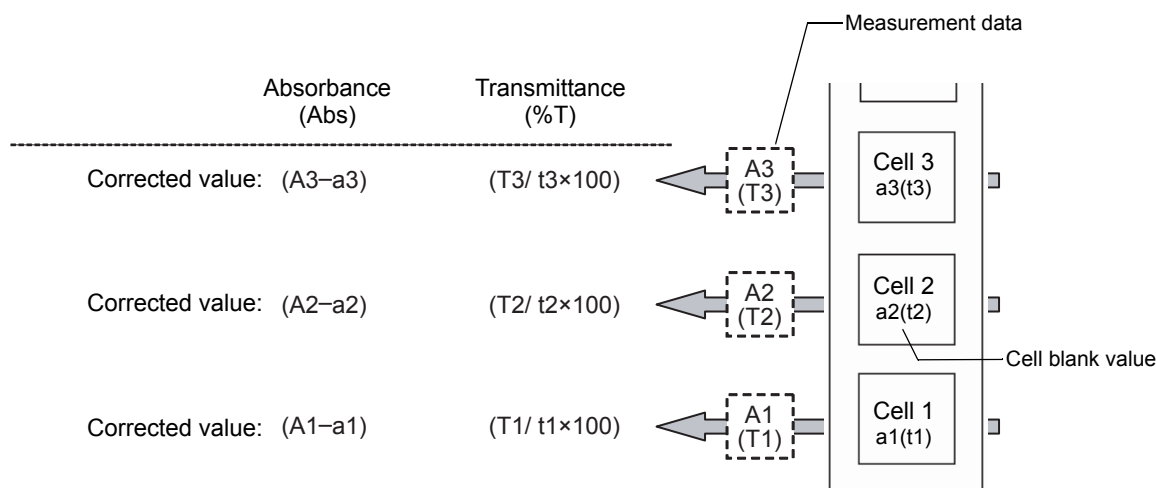 Measurement data
Absorbance
(Abs)
Transmittance
(%T)
Corrected value: (A3–a3) (T3/ t3×100)
A3
(T3)
Cell 3
a3(t3)
Corrected value: (A2–a2) (T2/ t2×100)
A2
(T2)
Cell 2
a2(t2)
Cell blank value
Corrected value: (A1–a1) (T1/ t1×100)
A1
(T1)
Cell 1
a1(t1)